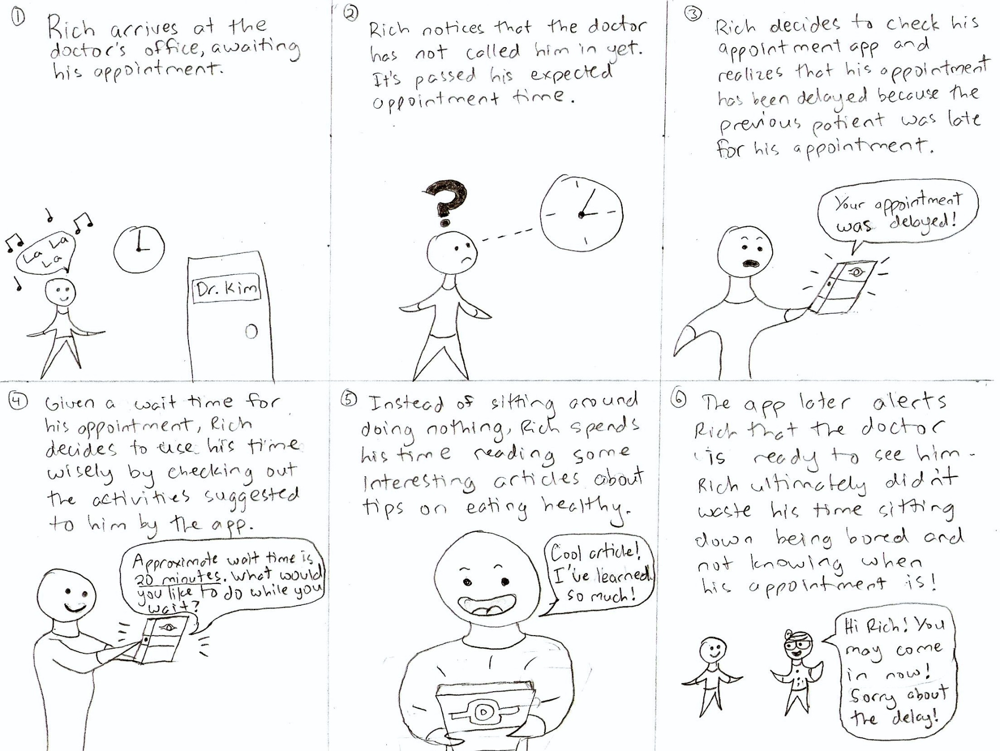 ①
Rich arrives at the
doctor's office, awaiting
his appointment.
La La
La
Dr. Kim
②
Rich notices that the doctor
has not called him in yet.
It's passed his expected
appointment time.
?
③
Rich decides to check his
appointment app and
realizes that his appointment
has been delayed because the
previous patient was late
for his appointment.
Your appointment
was delayed!
④ Given a wait time for
his appointment, Rich
decides to use his time
wisely by checking out
the activities suggested
to him by the app.
Approximate wait time is
20 minutes. What would
you like to do while you
wait?
⑤ Instead of sitting around
doing nothing, Rich spends
his time reading some
interesting articles about
tips on eating healthy.
Cool article!
I've learned
so much!
⑥ The app later alerts
Rich that the doctor
is ready to see him.
Rich ultimately didn't
waste his time sitting
down being bored and
not knowing when
his appointment is!
Hi Rich! You
may come
in now!
Sorry about
the delay!